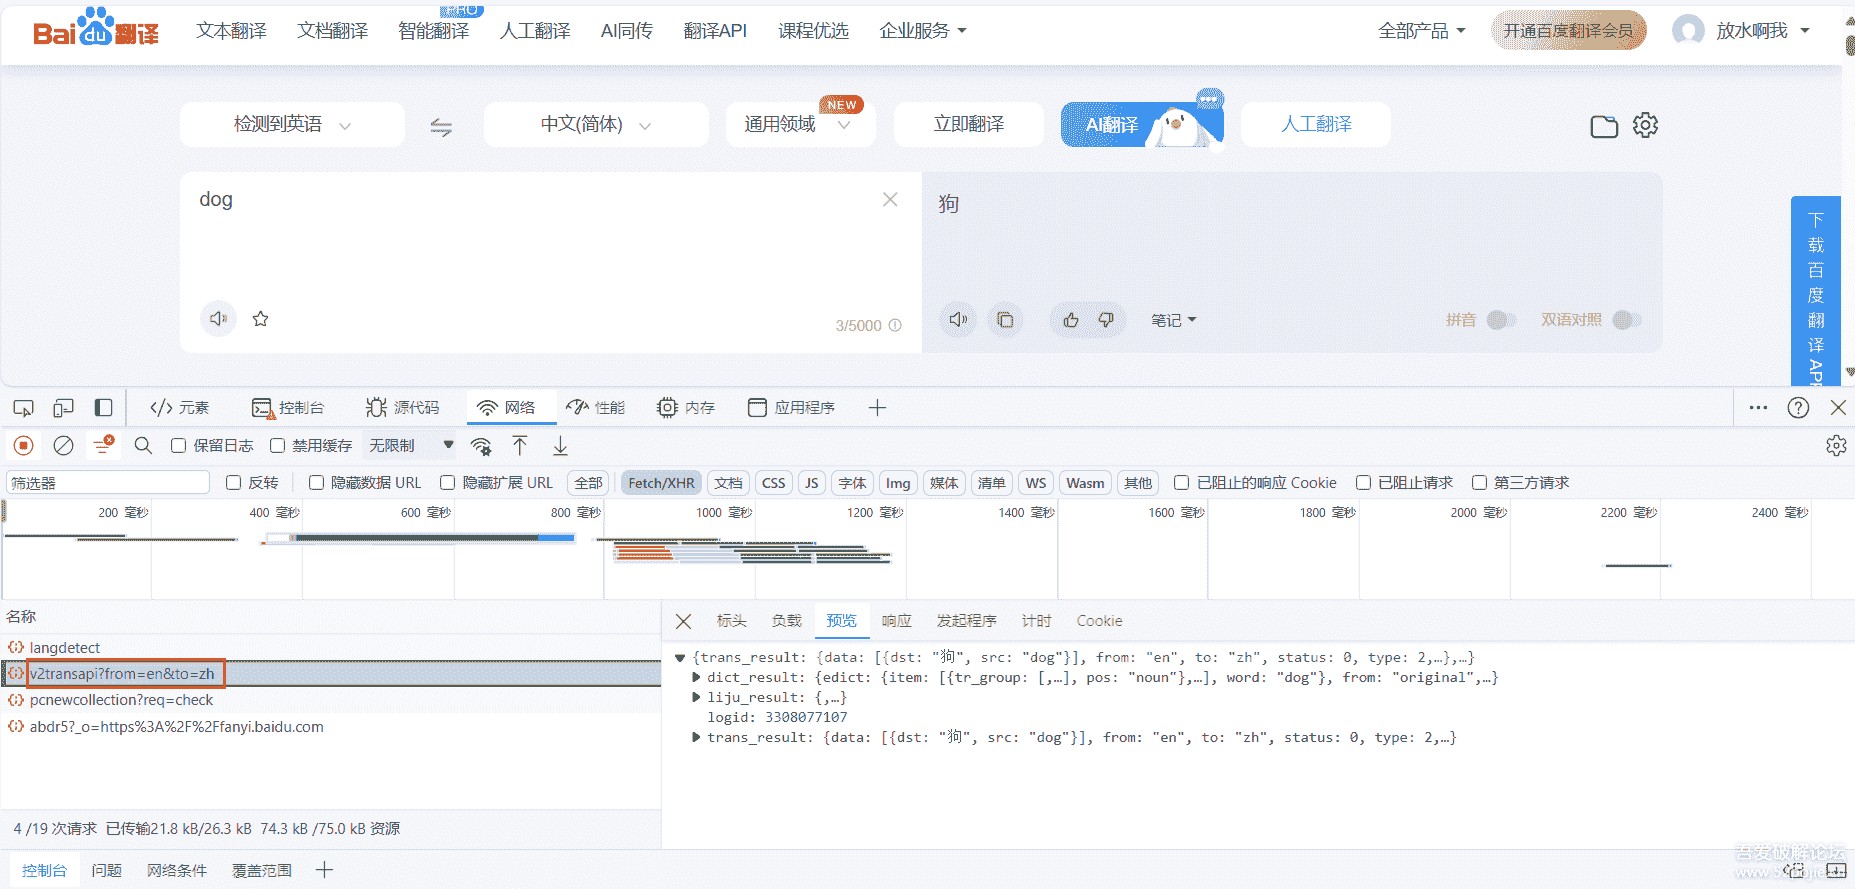 Bai du 翻译 文本翻译 文档翻译 智能翻译 PRO 人工翻译 AI同传 翻译API 课程优选 企业服务 全部产品 开通百度翻译会员 放水啊我
检测到英语 中文(简体) 通用领域 NEW 立即翻译 AI翻译 人工翻译
dog
狗
3/5000
笔记 拼音 双语对照
下载百度翻译APP
元素 控制台 源代码 网络 性能 内存 应用程序
保留日志 禁用缓存 无限制
筛选器 反转 隐藏数据 URL 隐藏扩展 URL 全部 Fetch/XHR 文档 CSS JS 字体 Img 媒体 清单 WS Wasm 其他 已阻止的响应 Cookie 已阻止请求 第三方请求
200 毫秒 400 毫秒 600 毫秒 800 毫秒 1000 毫秒 1200 毫秒 1400 毫秒 1600 毫秒 1800 毫秒 2000 毫秒 2200 毫秒 2400 毫秒
名称
langdetect
v2transapi?from=en&to=zh
pcnewcollection?req=check
abdr5?_o=https%3A%2F%2Ffanyi.baidu.com
标头 负载 预览 响应 发起程序 计时 Cookie
{trans_result: {data: [{dst: "狗", src: "dog"}], from: "en", to: "zh", status: 0, type: 2,…},…}
dict_result: {edict: {item: [{tr_group: [,…], pos: "noun"},…], word: "dog"}, from: "original",…}
liju_result: {,…}
logid: 3308077107
trans_result: {data: [{dst: "狗", src: "dog"}], from: "en", to: "zh", status: 0, type: 2,…}
4 /19 次请求 已传输21.8 kB/26.3 kB 74.3 kB /75.0 kB 资源
控制台 问题 网络条件 覆盖范围
吾爱破解论坛